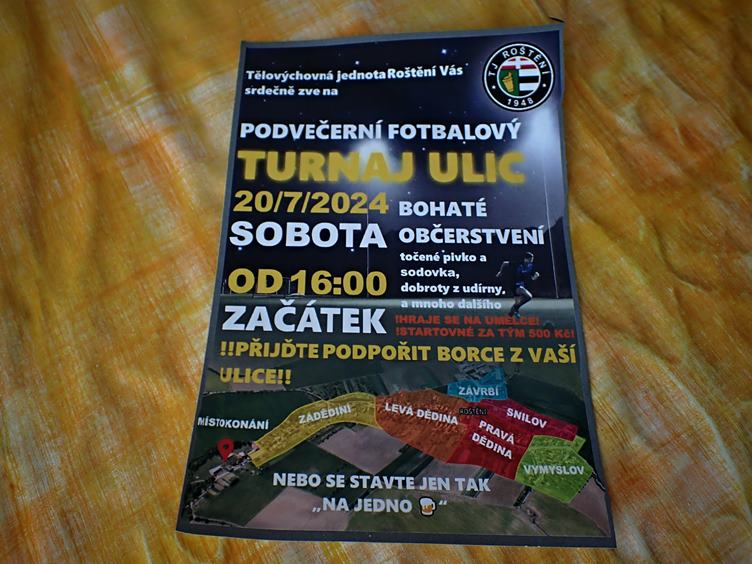 Tělovýchovná jednota Roštění Vás
srdečně zve na
TJ ROŠTĚNÍ
1948
PODVEČERNÍ FOTBALOVÝ
TURNAJ ULIC
20/7/2024
SOBOTA
OD 16:00
ZAČÁTEK
BOHATÉ
OBČERSTVENÍ
točené pivko a
sodovka,
dobroty z udírny,
a mnoho dalšího
!HRAJE SE NA UMĚLCE!
!STARTOVNÉ ZA TÝM 500 Kč!
!!PŘIJĎTE PODPOŘIT BORCE Z VAŠÍ
ULICE!!
ZÁVRBÍ
MÍSTOKONÁNÍ
ZÁDĚDINÍ
LEVÁ DĚDINA
ROŠTĚNÍ
SNILOV
PRAVÁ
DĚDINA
VYMYSLOV
NEBO SE STAVTE JEN TAK
„NA JEDNO 🍺“